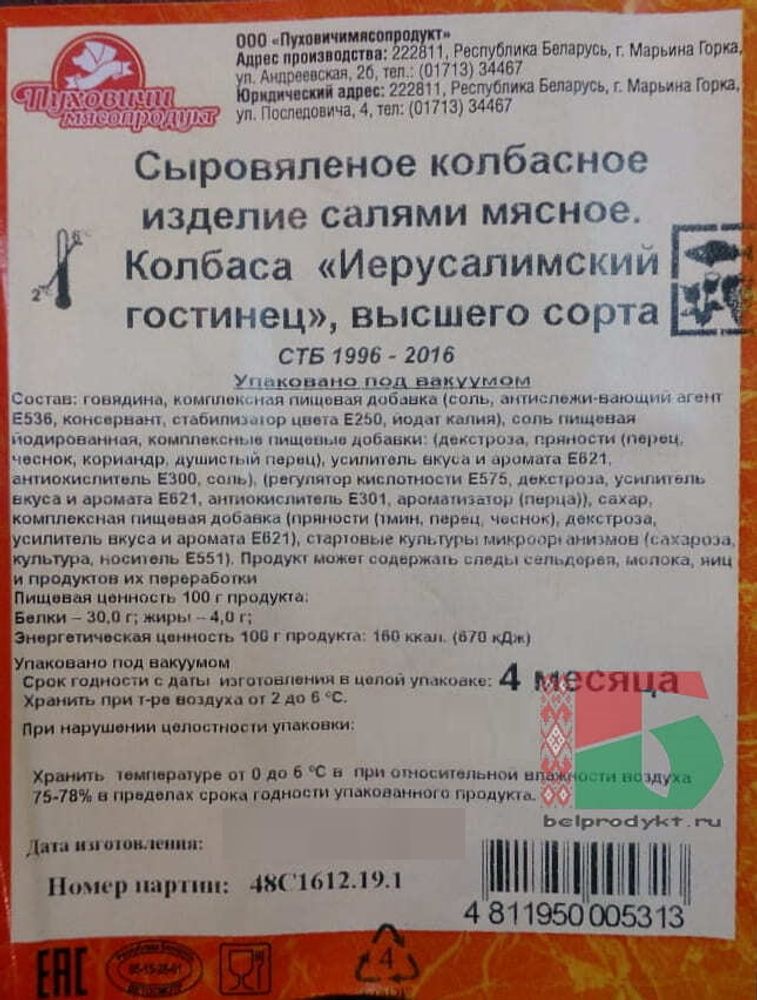 Пуховичи
мясопродукт
ООО «Пуховичимясопродукт»
Адрес производства: 222811, Республика Беларусь, г. Марьина Горка,
ул. Андреевская, 2б, тел.: (01713) 34467
Юридический адрес: 222811, Республика Беларусь, г. Марьина Горка,
ул. Последовича, 4, тел: (01713) 34467
Сыровяленое колбасное
изделие салями мясное.
Колбаса «Иерусалимский
гостинец», высшего сорта
6°C
2°
СТБ 1996 - 2016
Упаковано под вакуумом
Состав: говядина, комплексная пищевая добавка (соль, антислежи-вающий агент
Е536, консервант, стабилизатор цвета Е250, йодат калия), соль пищевая
йодированная, комплексные пищевые добавки: (декстроза, пряности (перец,
чеснок, кориандр, душистый перец), усилитель вкуса и аромата Е621,
антиокислитель Е300, соль), (регулятор кислотности Е575, декстроза, усилитель
вкуса и аромата Е621, антиокислитель Е301, ароматизатор (перца)), сахар,
комплексная пищевая добавка (пряности (тмин, перец, чеснок), декстроза,
усилитель вкуса и аромата Е621), стартовые культуры микроорганизмов (сахароза,
культура, носитель Е551). Продукт может содержать следы сельдерея, молока, яиц
и продуктов их переработки
Пищевая ценность 100 г продукта:
Белки – 30,0 г; жиры – 4,0 г;
Энергетическая ценность 100 г продукта: 160 ккал. (670 кДж)
Упаковано под вакуумом
Срок годности с даты изготовления в целой упаковке: 4 месяца
Хранить при т-ре воздуха от 2 до 6 °С.
При нарушении целостности упаковки:
Хранить температуре от 0 до 6 °С в при относительной влажности воздуха
75-78% в пределах срока годности упакованного продукта.
belprodykt.ru
Дата изготовления:
Номер партии: 48С1612.19.1
4 811950 005313
ЕАС
4